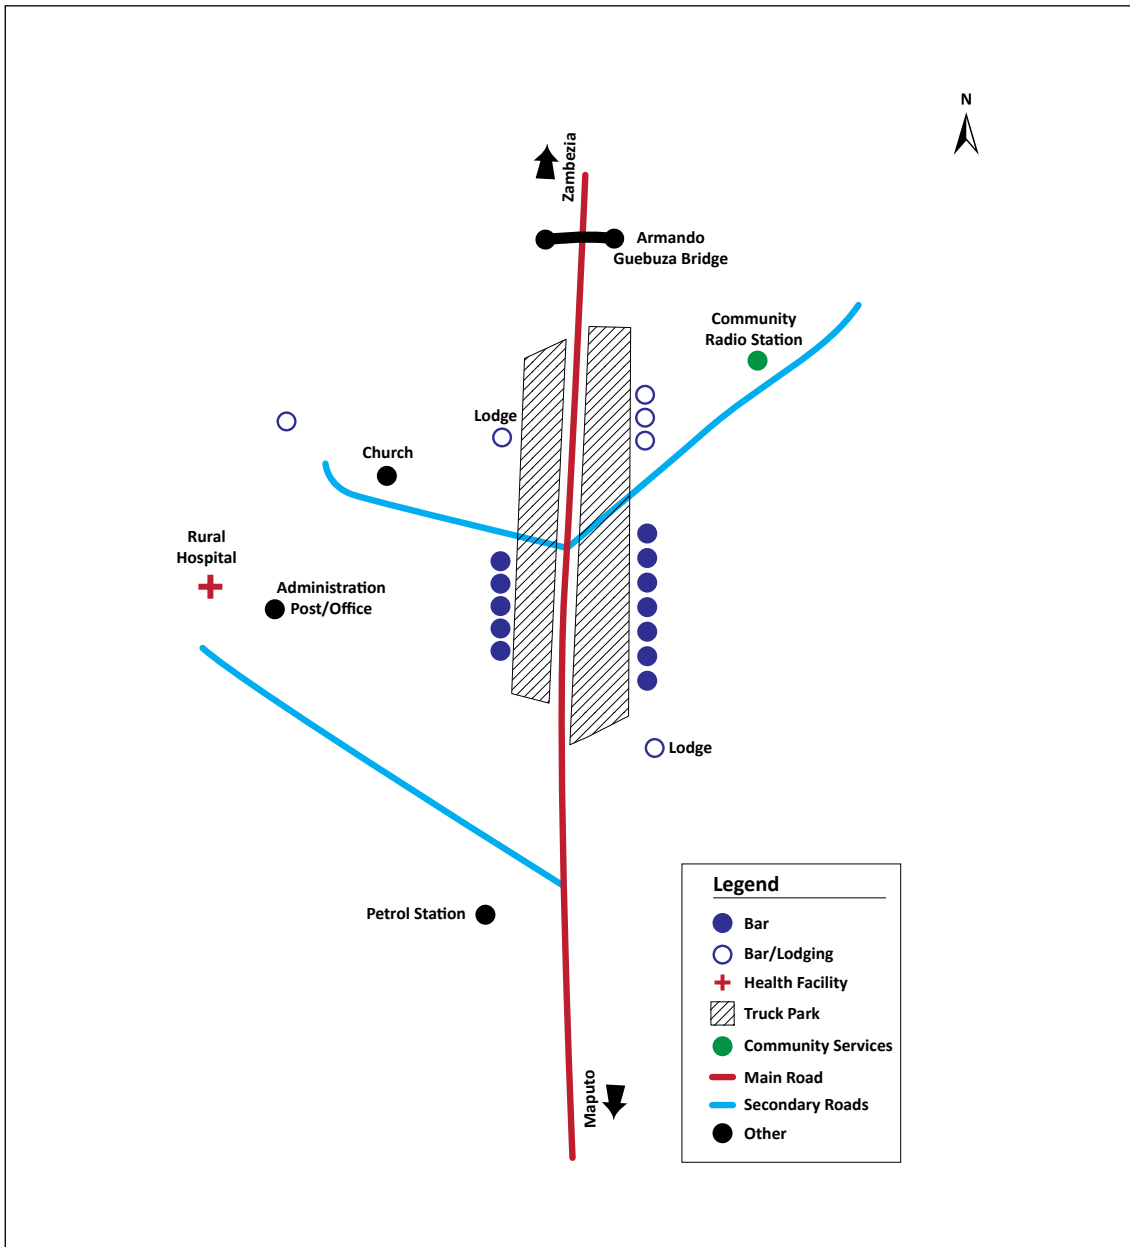 N
Zambezia
Armando
Guebuza Bridge
Community
Radio Station
Lodge
Church
Rural
Hospital
Administration
Post/Office
Lodge
Petrol Station
Maputo
Legend
Bar
Bar/Lodging
Health Facility
Truck Park
Community Services
Main Road
Secondary Roads
Other